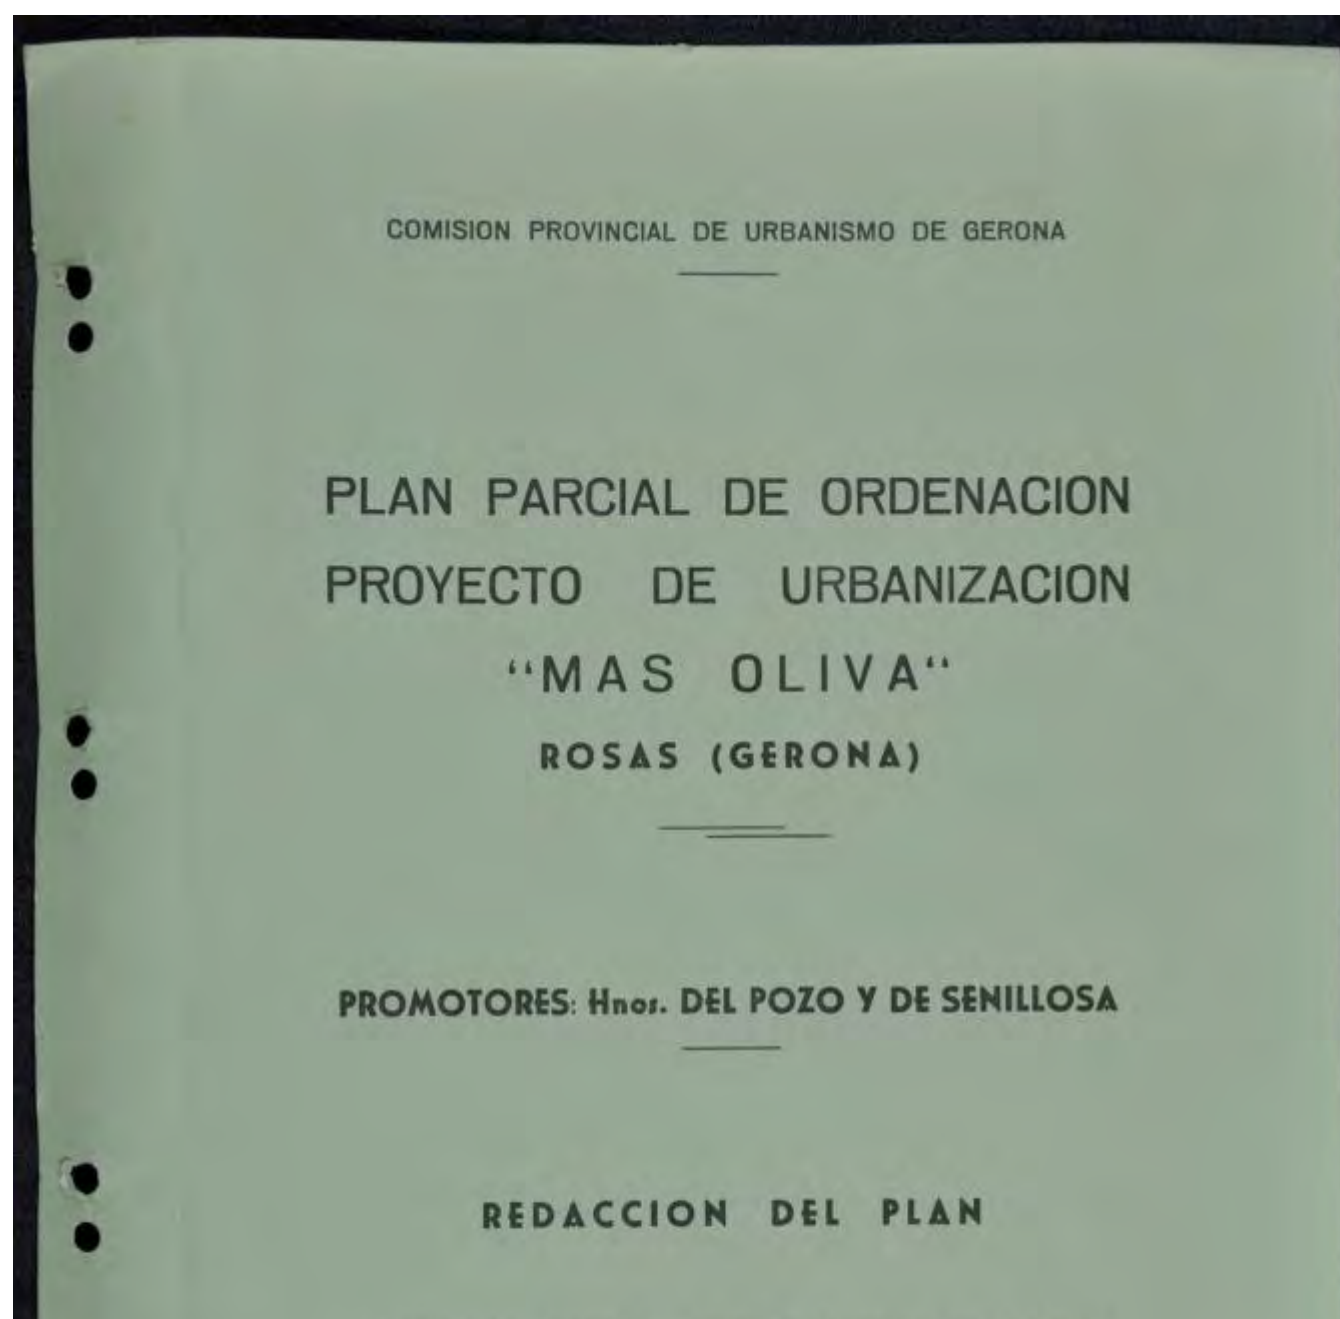 COMISION PROVINCIAL DE URBANISMO DE GERONA
PLAN PARCIAL DE ORDENACION
PROYECTO DE URBANIZACION
“MAS OLIVA“
ROSAS (GERONA)
PROMOTORES: Hnos. DEL POZO Y DE SENILLOSA
REDACCION DEL PLAN